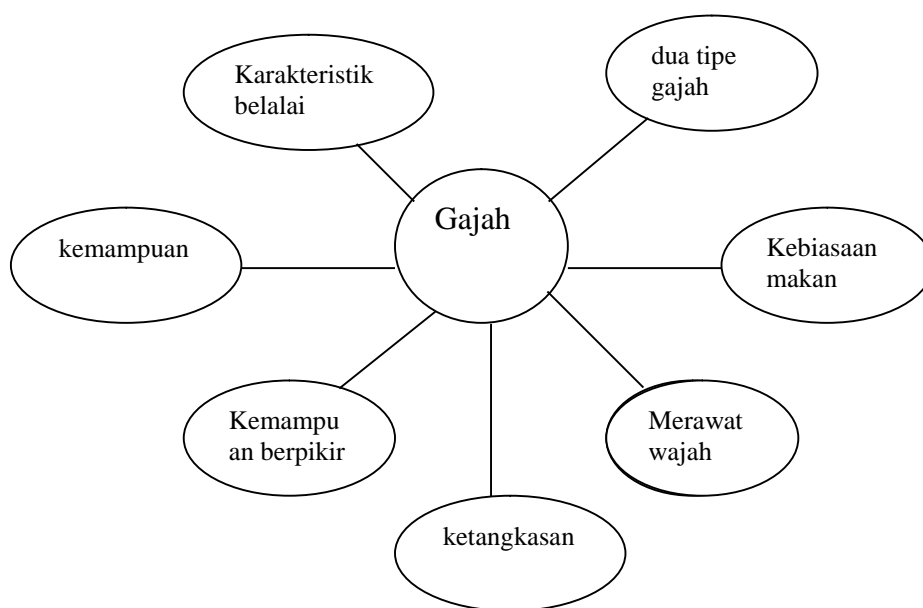 Karakteristik
belalai
dua tipe
gajah
Gajah
kemampuan
Kebiasaan
makan
Kemampu
an berpikir
Merawat
wajah
ketangkasan